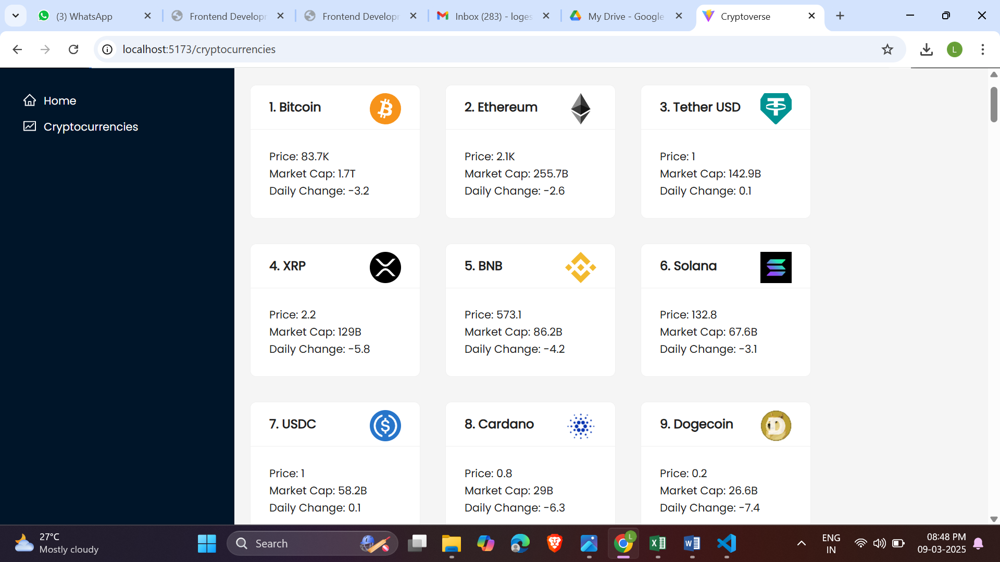 (3) WhatsApp
Frontend Develop
Frontend Develop
Inbox (283) - loges
My Drive - Google
Cryptoverse
localhost:5173/cryptocurrencies
L
Home
Cryptocurrencies
1. Bitcoin
Price: 83.7K
Market Cap: 1.7T
Daily Change: -3.2
2. Ethereum
Price: 2.1K
Market Cap: 255.7B
Daily Change: -2.6
3. Tether USD
Price: 1
Market Cap: 142.9B
Daily Change: 0.1
4. XRP
Price: 2.2
Market Cap: 129B
Daily Change: -5.8
5. BNB
Price: 573.1
Market Cap: 86.2B
Daily Change: -4.2
6. Solana
Price: 132.8
Market Cap: 67.6B
Daily Change: -3.1
7. USDC
Price: 1
Market Cap: 58.2B
Daily Change: 0.1
8. Cardano
Price: 0.8
Market Cap: 29B
Daily Change: -6.3
9. Dogecoin
Price: 0.2
Market Cap: 26.6B
Daily Change: -7.4
27°C
Mostly cloudy
Search
L
ENG
IN
08:48 PM
09-03-2025